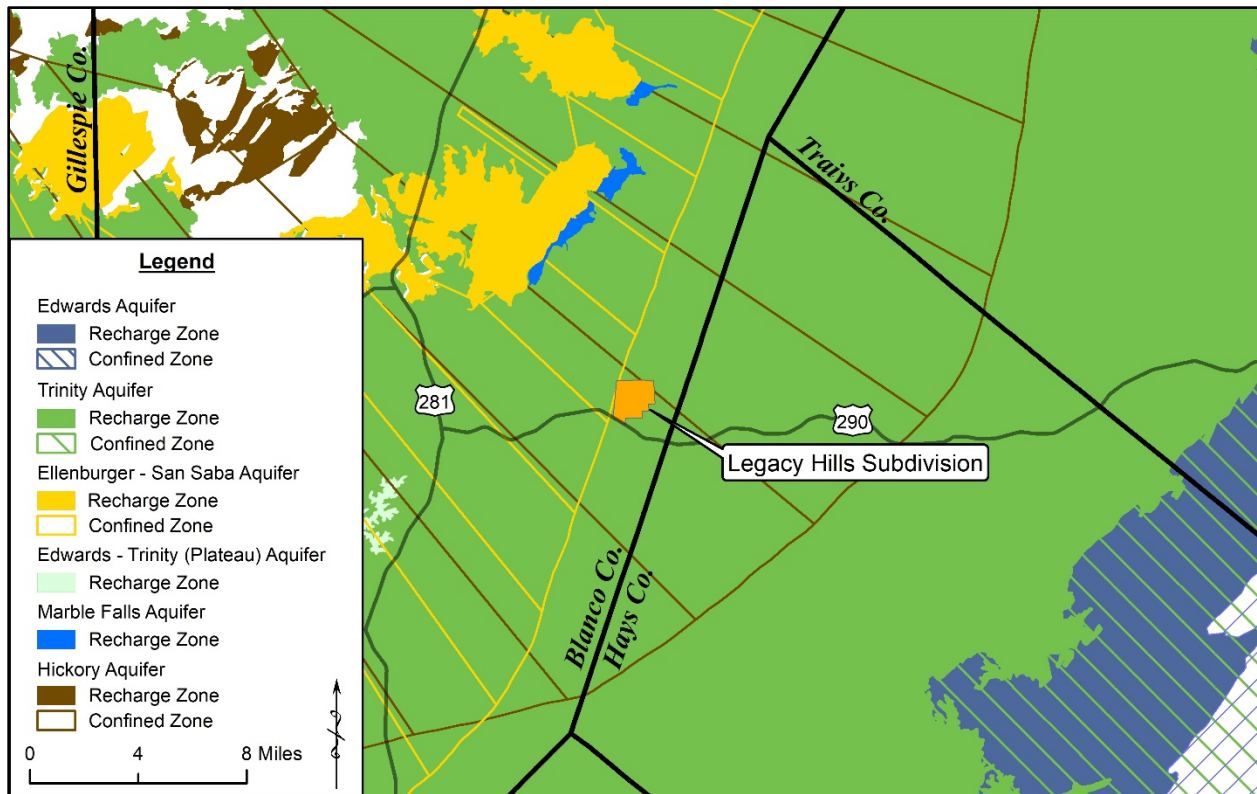 Gillespie Co.
Traivs Co.
281
290
Legacy Hills Subdivision
Blanco Co.
Hays Co.
Legend
Edwards Aquifer
Recharge Zone
Confined Zone
Trinity Aquifer
Recharge Zone
Confined Zone
Ellenburger - San Saba Aquifer
Recharge Zone
Confined Zone
Edwards - Trinity (Plateau) Aquifer
Recharge Zone
Marble Falls Aquifer
Recharge Zone
Hickory Aquifer
Recharge Zone
Confined Zone
0 4 8 Miles